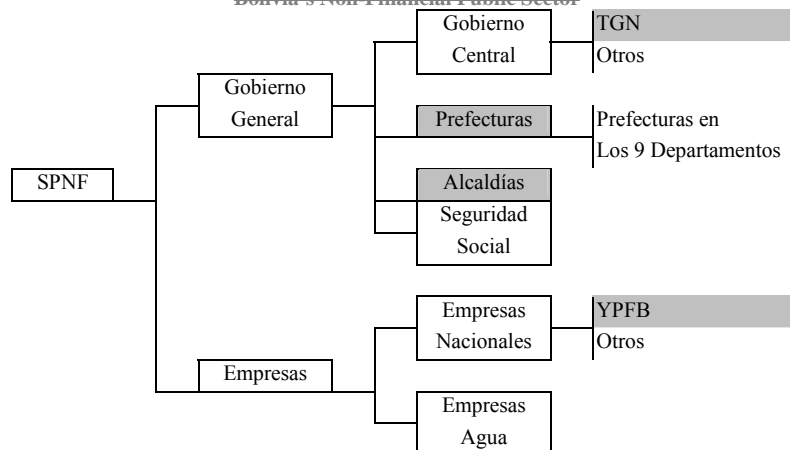 Bolivia's Non-Financial Public Sector
Gobierno
Central
TGN
Otros
Gobierno
General
Prefecturas
Prefecturas en
Los 9 Departamentos
SPNF
Alcaldías
Seguridad
Social
Empresas
Nacionales
YPFB
Otros
Empresas
Empresas
Agua